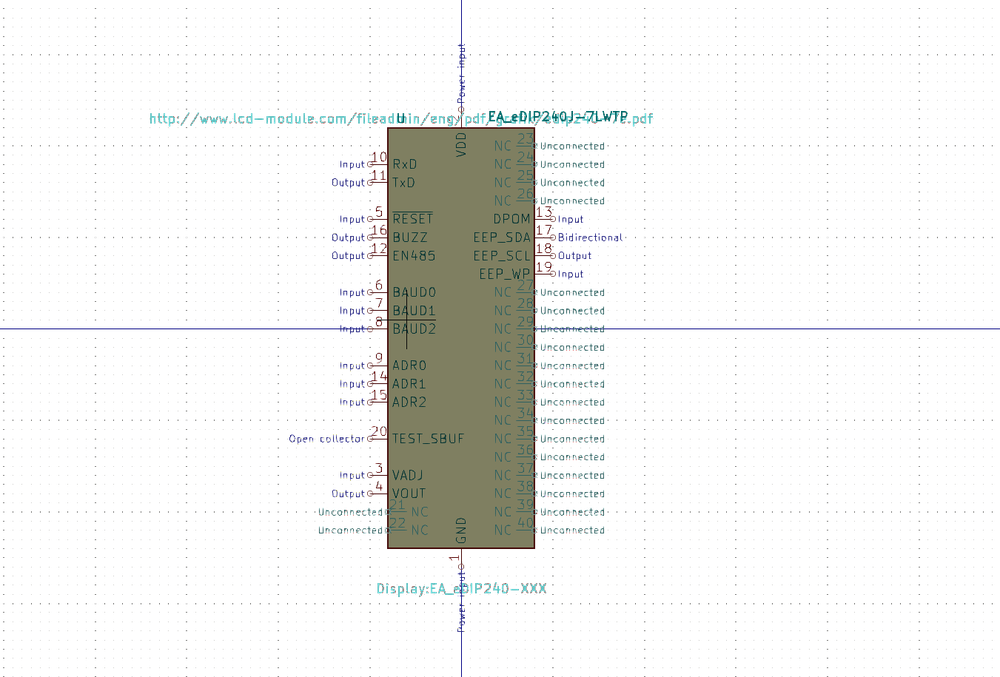 Power input
http://www.lcd-module.com/fileadmin/eng/pdf/grafik/edip240-7e.pdf
U
EA_eDIP240J-7LWTP
VDD
NC 23 Unconnected
Input 10 RxD
NC 24 Unconnected
Output 11 TxD
NC 25 Unconnected
NC 26 Unconnected
Input 5 RESET
DPOM 13 Input
Output 16 BUZZ
EEP_SDA 17 Bidirectional
Output 12 EN485
EEP_SCL 18 Output
EEP_WP 19 Input
Input 6 BAUD0
NC 27 Unconnected
Input 7 BAUD1
NC 28 Unconnected
Input 8 BAUD2
NC 29 Unconnected
NC 30 Unconnected
Input 9 ADR0
NC 31 Unconnected
Input 14 ADR1
NC 32 Unconnected
Input 15 ADR2
NC 33 Unconnected
NC 34 Unconnected
Open collector 20 TEST_SBUF
NC 35 Unconnected
NC 36 Unconnected
Input 3 VADJ
NC 37 Unconnected
Output 4 VOUT
NC 38 Unconnected
Unconnected 21 NC
NC 39 Unconnected
Unconnected 22 NC
NC 40 Unconnected
GND
1
Power input
Display:EA_eDIP240-XXX